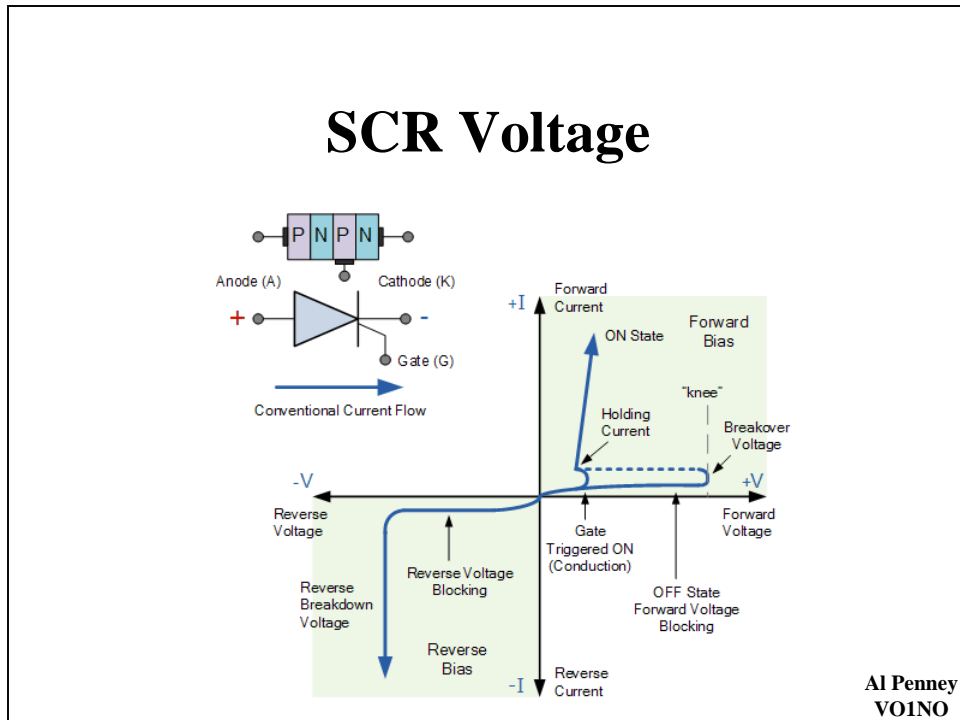 SCR Voltage
P N P N
Anode (A)
Cathode (K)
+
-
Gate (G)
Conventional Current Flow
+I
Forward
Current
ON State
Forward
Bias
"knee"
Holding
Current
Breakover
Voltage
-V
+V
Reverse
Voltage
Forward
Voltage
Gate
Triggered ON
(Conduction)
Reverse Voltage
Blocking
Reverse
Breakdown
Voltage
OFF State
Forward Voltage
Blocking
Reverse
Bias
-I
Reverse
Current
Al Penney
VO1NO